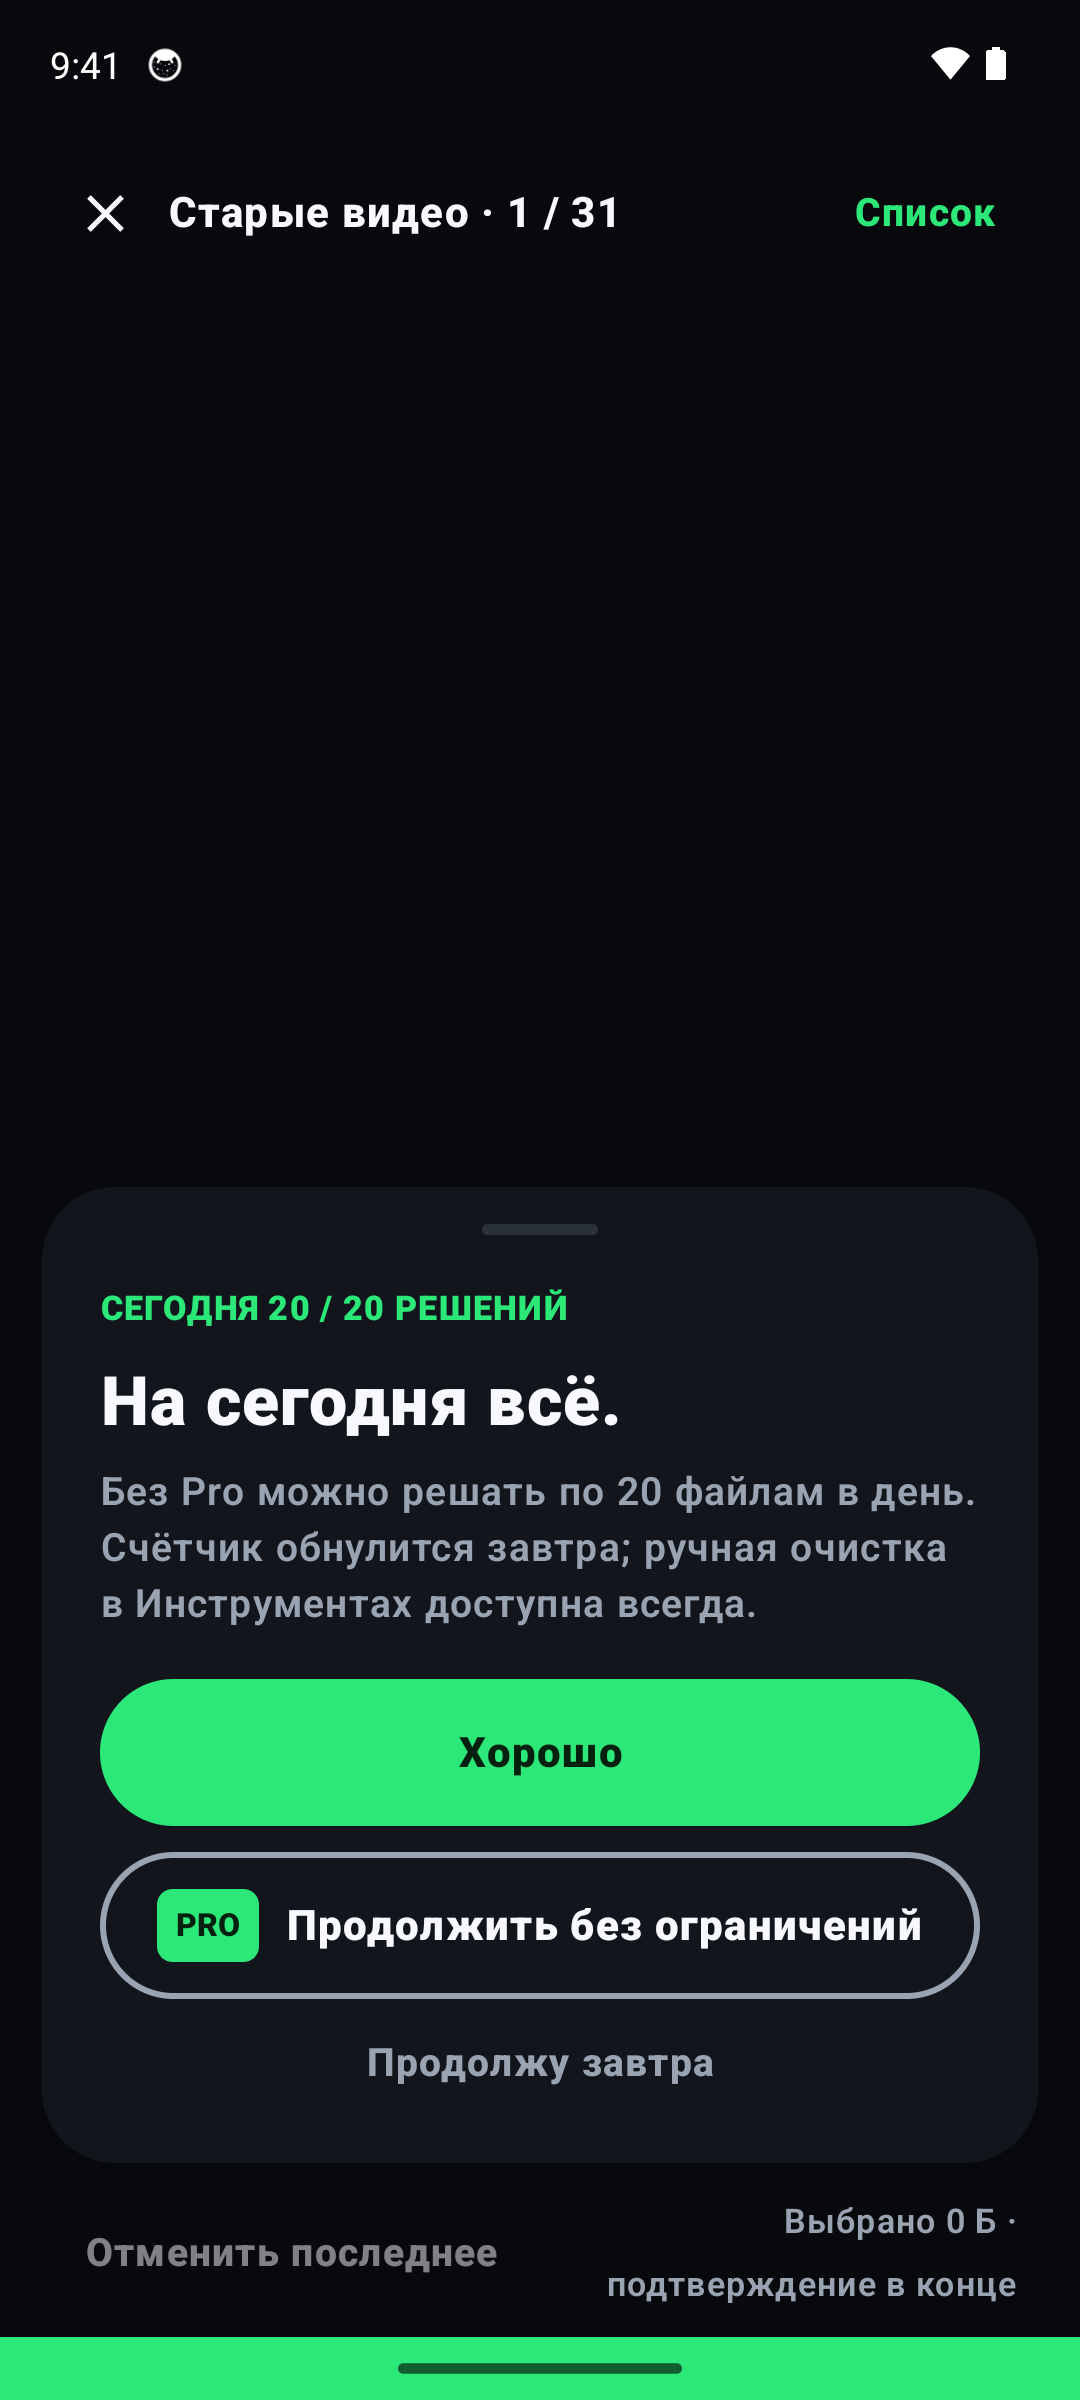 9:41
Старые видео · 1 / 31
Список
СЕГОДНЯ 20 / 20 РЕШЕНИЙ
На сегодня всё.
Без Pro можно решать по 20 файлам в день.
Счётчик обнулится завтра; ручная очистка
в Инструментах доступна всегда.
Хорошо
PRO Продолжить без ограничений
Продолжу завтра
Отменить последнее
Выбрано 0 Б ·
подтверждение в конце